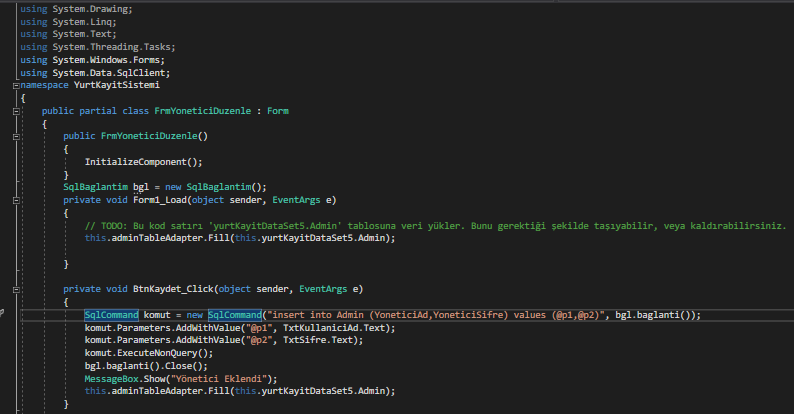 using System.Drawing;
using System.Linq;
using System.Text;
using System.Threading.Tasks;
using System.Windows.Forms;
using System.Data.SqlClient;
namespace YurtKayitSistemi
{
public partial class FrmYoneticiDuzenle : Form
{
public FrmYoneticiDuzenle()
{
InitializeComponent();
}
SqlBaglantim bgl = new SqlBaglantim();
private void Form1_Load(object sender, EventArgs e)
{
// TODO: Bu kod satırı 'yurtKayitDataSet5.Admin' tablosuna veri yükler. Bunu gerektiği şekilde taşıyabilir, veya kaldırabilirsiniz.
this.adminTableAdapter.Fill(this.yurtKayitDataSet5.Admin);
}
private void BtnKaydet_Click(object sender, EventArgs e)
{
SqlCommand komut = new SqlCommand("insert into Admin (YoneticiAd,YoneticiSifre) values (@p1,@p2)", bgl.baglanti());
komut.Parameters.AddWithValue("@p1", TxtKullaniciAd.Text);
komut.Parameters.AddWithValue("@p2", TxtSifre.Text);
komut.ExecuteNonQuery();
bgl.baglanti().Close();
MessageBox.Show("Yönetici Eklendi");
this.adminTableAdapter.Fill(this.yurtKayitDataSet5.Admin);
}